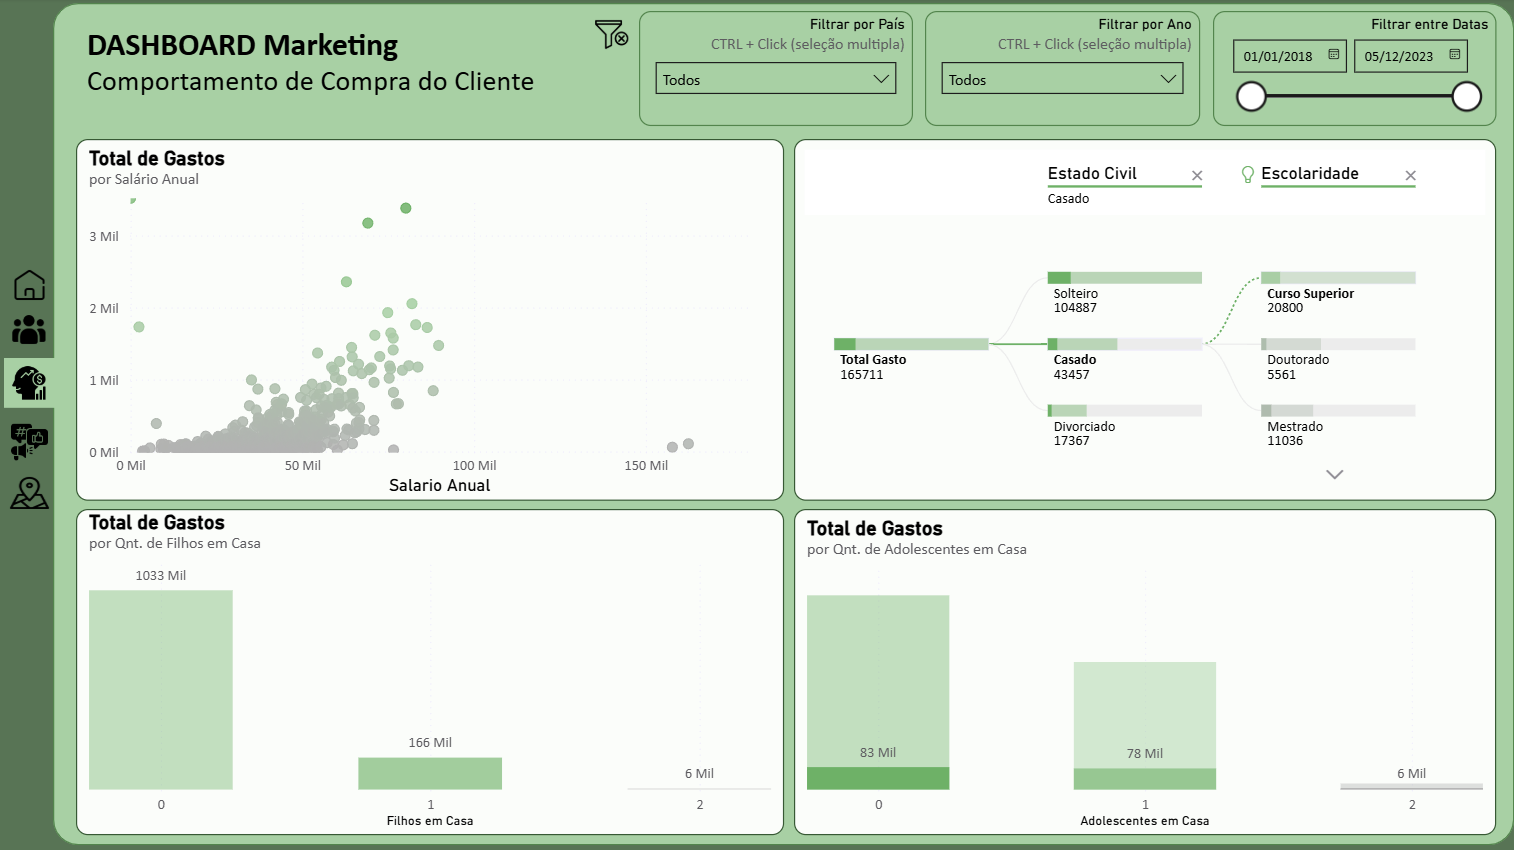 DASHBOARD Marketing
Comportamento de Compra do Cliente
Filtrar por País
CTRL + Click (seleção multipla)
Todos
Filtrar por Ano
CTRL + Click (seleção multipla)
Todos
Filtrar entre Datas
01/01/2018
05/12/2023
Total de Gastos
por Salário Anual
3 Mil
2 Mil
1 Mil
0 Mil
0 Mil
50 Mil
100 Mil
150 Mil
Salario Anual
Estado Civil
Casado
Escolaridade
Total Gasto
165711
Solteiro
104887
Casado
43457
Divorciado
17367
Curso Superior
20800
Doutorado
5561
Mestrado
11036
Total de Gastos
por Qnt. de Filhos em Casa
1033 Mil
166 Mil
6 Mil
0
1
2
Filhos em Casa
Total de Gastos
por Qnt. de Adolescentes em Casa
83 Mil
78 Mil
6 Mil
0
1
2
Adolescentes em Casa